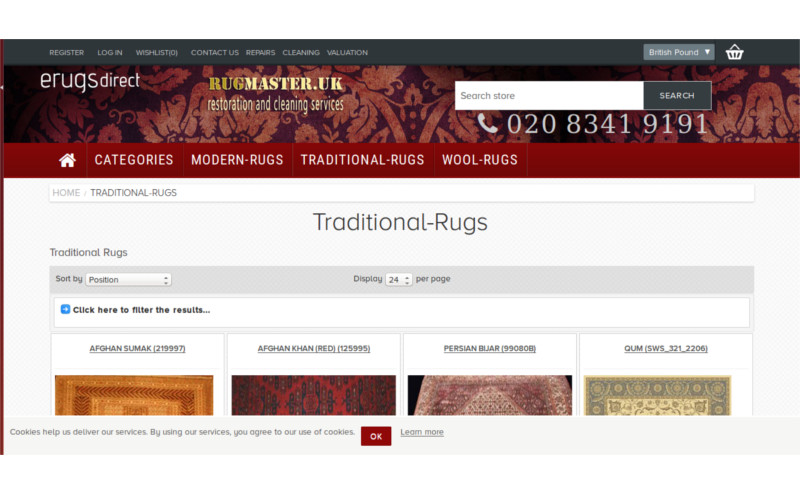 REGISTER LOG IN WISHLIST(0) CONTACT US REPAIRS CLEANING VALUATION British Pound ▼
erugsdirect RUGMASTER.UK
restoration and cleaning services
Search store SEARCH
020 8341 9191
CATEGORIES MODERN-RUGS TRADITIONAL-RUGS WOOL-RUGS
HOME / TRADITIONAL-RUGS
Traditional-Rugs
Traditional Rugs
Sort by Position Display 24 per page
Click here to filter the results...
AFGHAN SUMAK (219997) AFGHAN KHAN (RED) (125995) PERSIAN BIJAR (99080B) QUM (SWS_321_2206)
Cookies help us deliver our services. By using our services, you agree to our use of cookies. OK Learn more